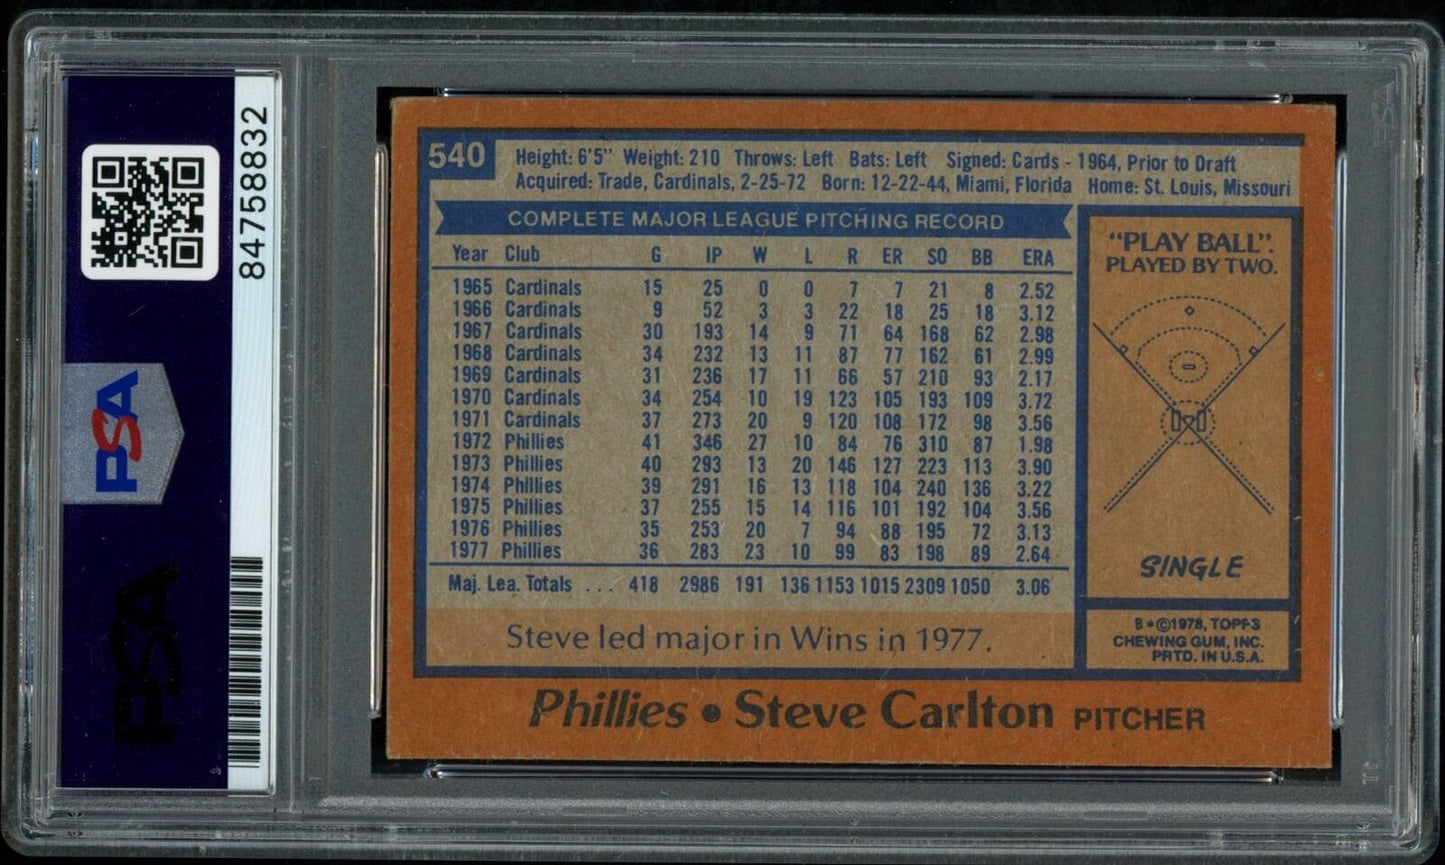 84758832
PSA
PSA
540
Height: 6'5" Weight: 210 Throws: Left Bats: Left Signed: Cards - 1964, Prior to Draft
Acquired: Trade, Cardinals, 2-25-72 Born: 12-22-44, Miami, Florida Home: St. Louis, Missouri
COMPLETE MAJOR LEAGUE PITCHING RECORD
Year Club G IP W L R ER SO BB ERA
1965 Cardinals 15 25 0 0 7 7 21 8 2.52
1966 Cardinals 9 52 3 3 22 18 25 18 3.12
1967 Cardinals 30 193 14 9 71 64 168 62 2.98
1968 Cardinals 34 232 13 11 87 77 162 61 2.99
1969 Cardinals 31 236 17 11 66 57 210 93 2.17
1970 Cardinals 34 254 10 19 123 105 193 109 3.72
1971 Cardinals 37 273 20 9 120 108 172 98 3.56
1972 Phillies 41 346 27 10 84 76 310 87 1.98
1973 Phillies 40 293 13 20 146 127 223 113 3.90
1974 Phillies 39 291 16 13 118 104 240 136 3.22
1975 Phillies 37 255 15 14 116 101 192 104 3.56
1976 Phillies 35 253 20 7 94 88 195 72 3.13
1977 Phillies 36 283 23 10 99 83 198 89 2.64
Maj. Lea. Totals . . . 418 2986 191 136 1153 1015 2309 1050 3.06
Steve led major in Wins in 1977.
"PLAY BALL".
PLAYED BY TWO.
SINGLE
B*©1978, TOPPS
CHEWING GUM, INC.
PRTD. IN U.S.A.
Phillies • Steve Carlton PITCHER